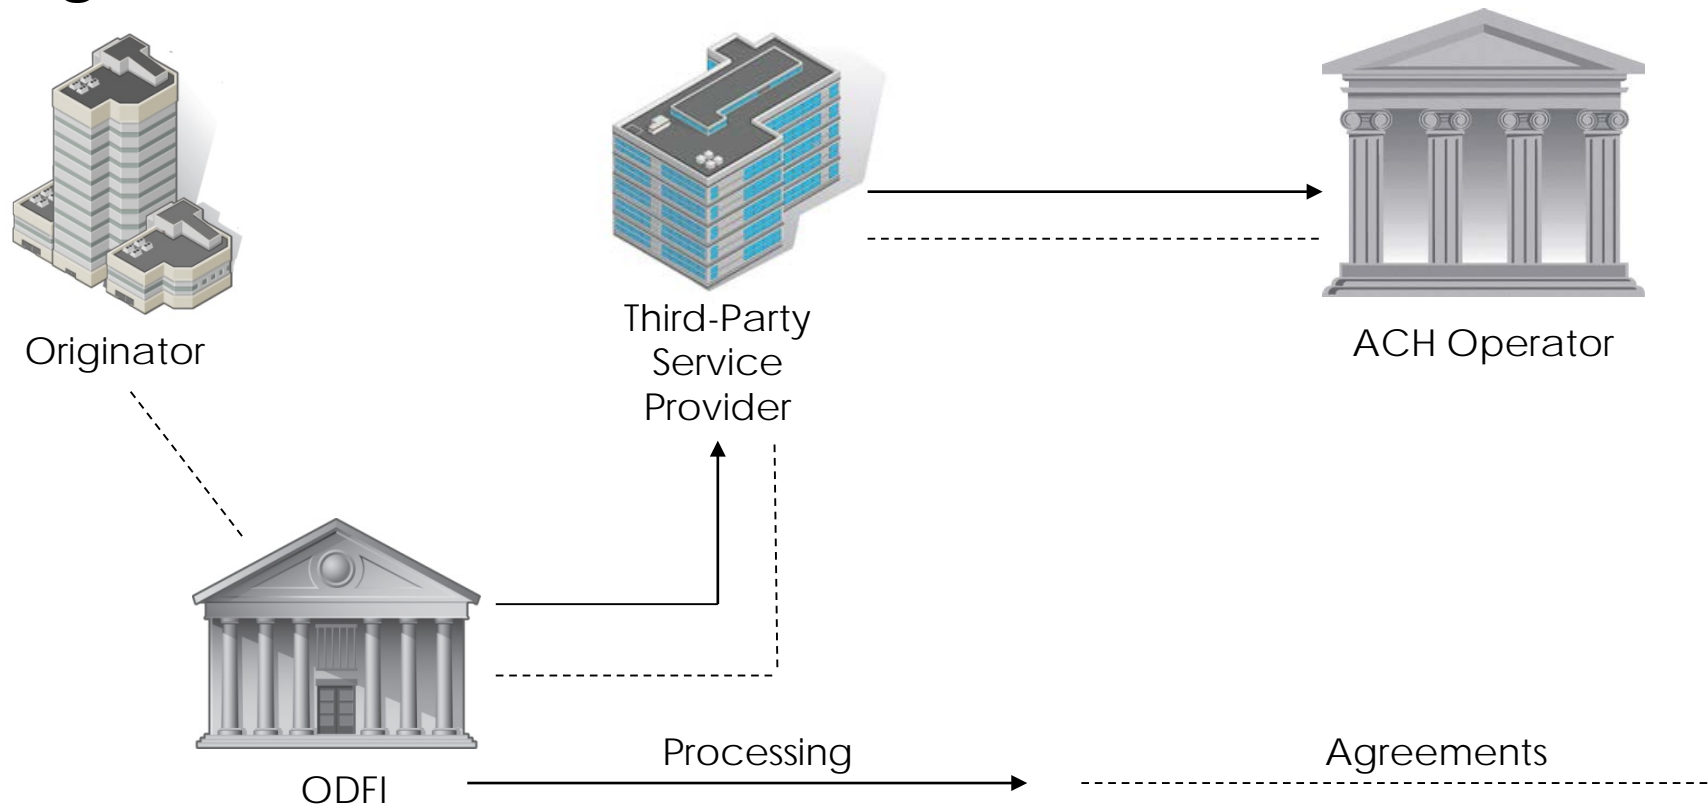 Originator
Third-Party
Service
Provider
ACH Operator
ODFI
Processing
Agreements